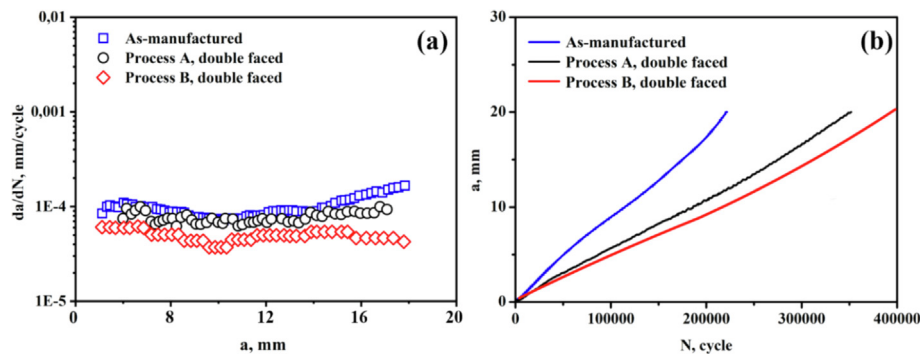 0,01
(a)
As-manufactured
Process A, double faced
Process B, double faced
da/dN, mm/cycle
0,001
1E-4
1E-5
4 8 12 16 20
a, mm
30
(b)
As-manufactured
Process A, double faced
Process B, double faced
a, mm
20
10
0
0 100000 200000 300000 400000
N, cycle